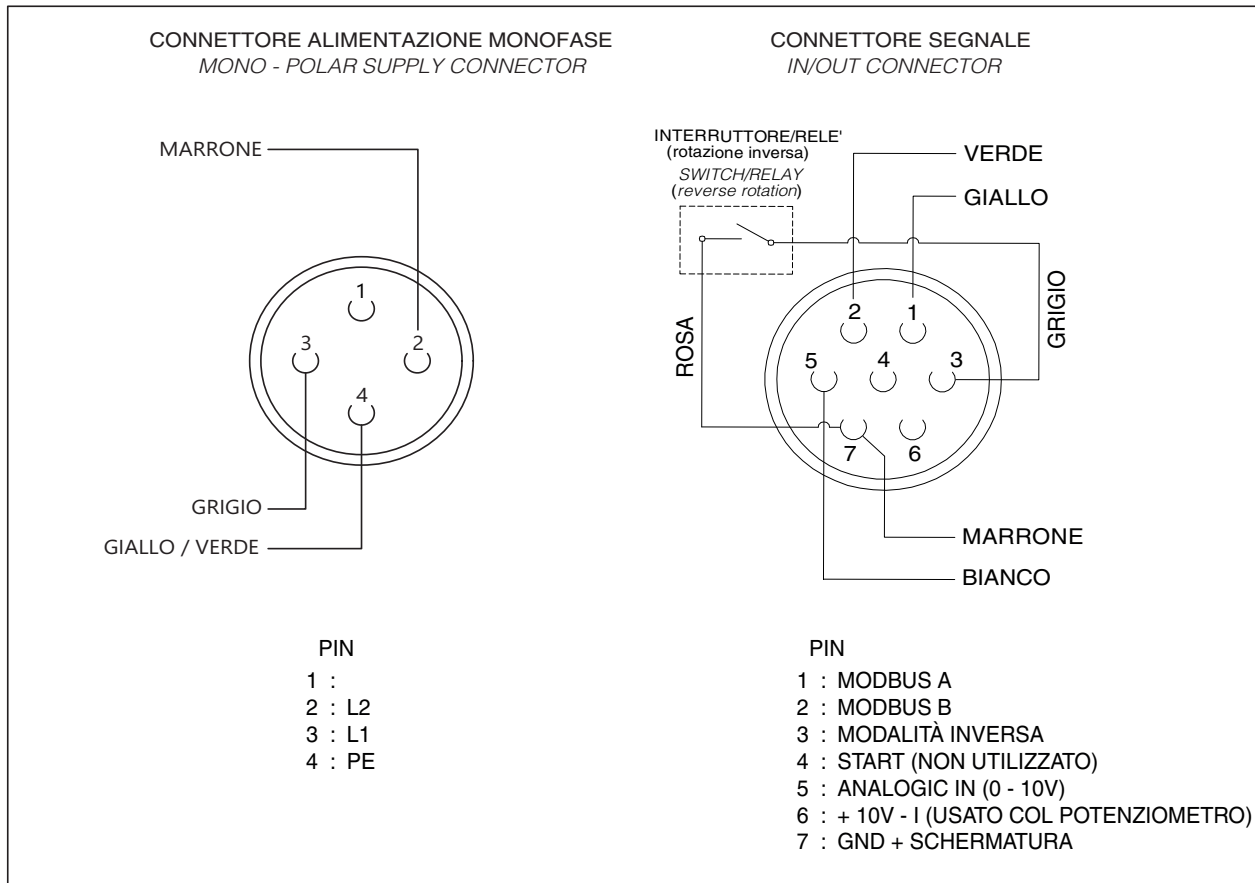 CONNETTORE ALIMENTAZIONE MONOFASE
MONO - POLAR SUPPLY CONNECTOR
MARRONE
1
3
2
4
GRIGIO
GIALLO / VERDE
PIN
1 :
2 : L2
3 : L1
4 : PE
CONNETTORE SEGNALE
IN/OUT CONNECTOR
INTERRUTTORE/RELE'
(rotazione inversa)
SWITCH/RELAY
(reverse rotation)
VERDE
GIALLO
ROSA
GRIGIO
2
1
5
4
3
7
6
MARRONE
BIANCO
PIN
1 : MODBUS A
2 : MODBUS B
3 : MODALITÀ INVERSA
4 : START (NON UTILIZZATO)
5 : ANALOGIC IN (0 - 10V)
6 : + 10V - I (USATO COL POTENZIOMETRO)
7 : GND + SCHERMATURA